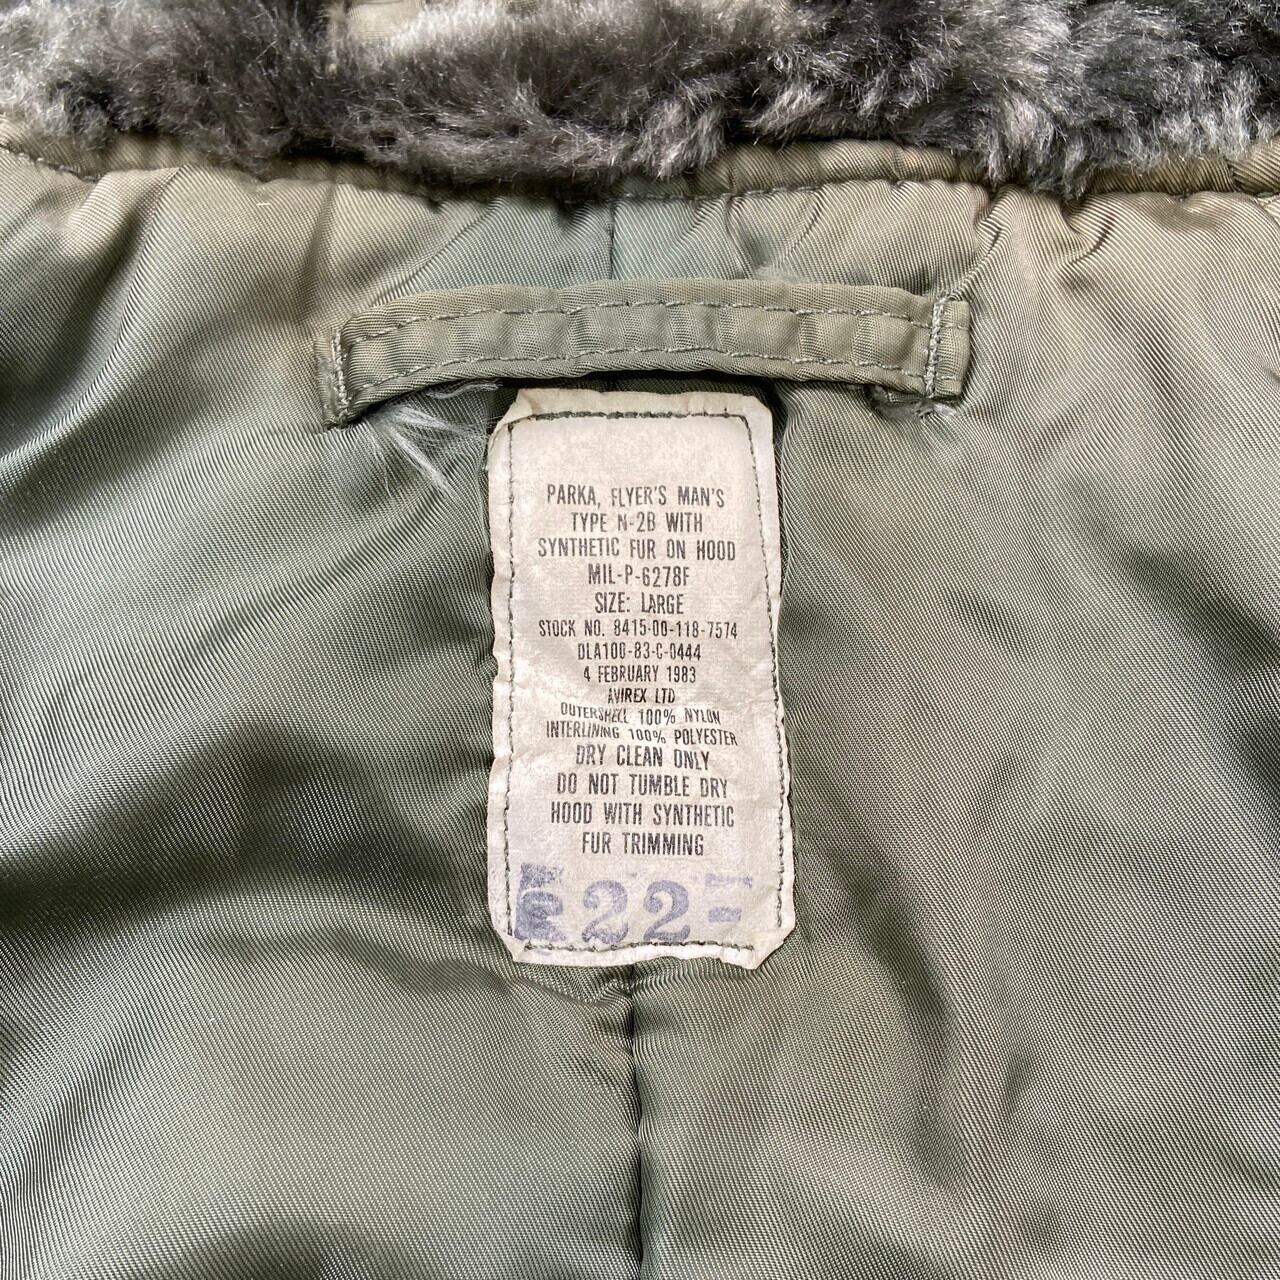 PARKA, FLYER'S MAN'S
TYPE N-2B WITH
SYNTHETIC FUR ON HOOD
MIL-P-6278F
SIZE: LARGE
STOCK NO. 8415-00-118-7574
DLA100-83-C-0444
4 FEBRUARY 1983
AVIREX LTD
OUTERSHELL 100% NYLON
INTERLINING 100% POLYESTER
DRY CLEAN ONLY
DO NOT TUMBLE DRY
HOOD WITH SYNTHETIC
FUR TRIMMING
22